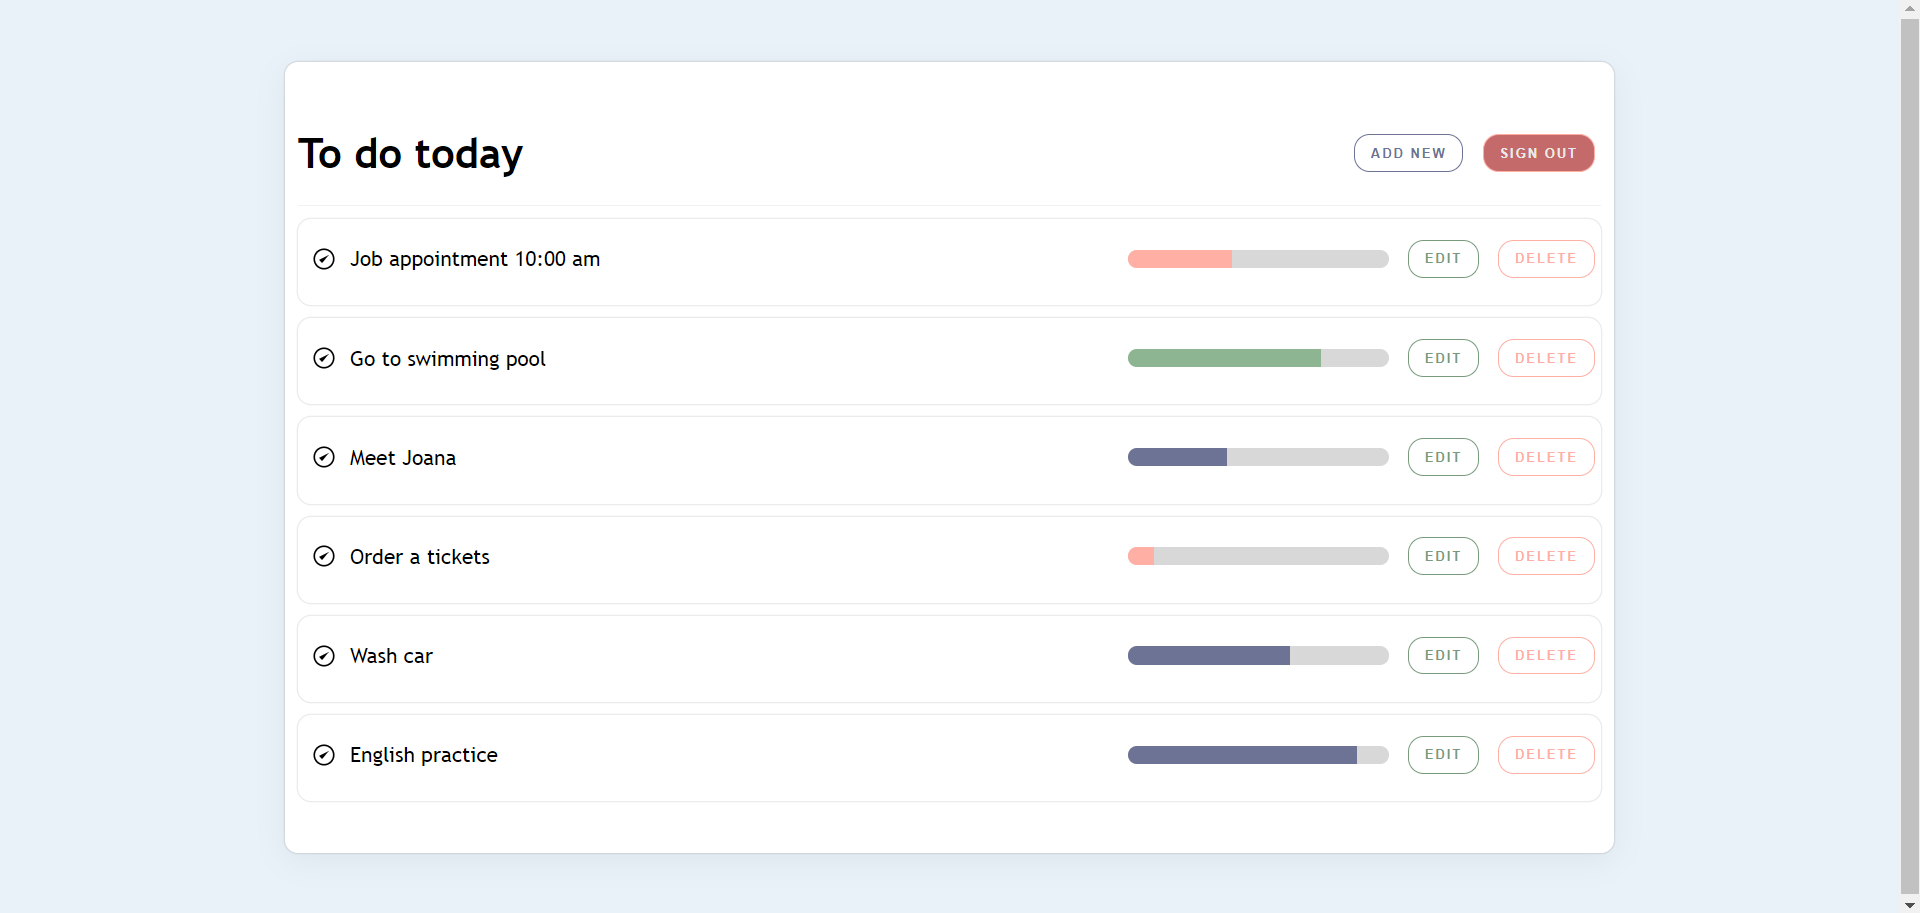 To do today
ADD NEW
SIGN OUT
Job appointment 10:00 am
EDIT
DELETE
Go to swimming pool
EDIT
DELETE
Meet Joana
EDIT
DELETE
Order a tickets
EDIT
DELETE
Wash car
EDIT
DELETE
English practice
EDIT
DELETE